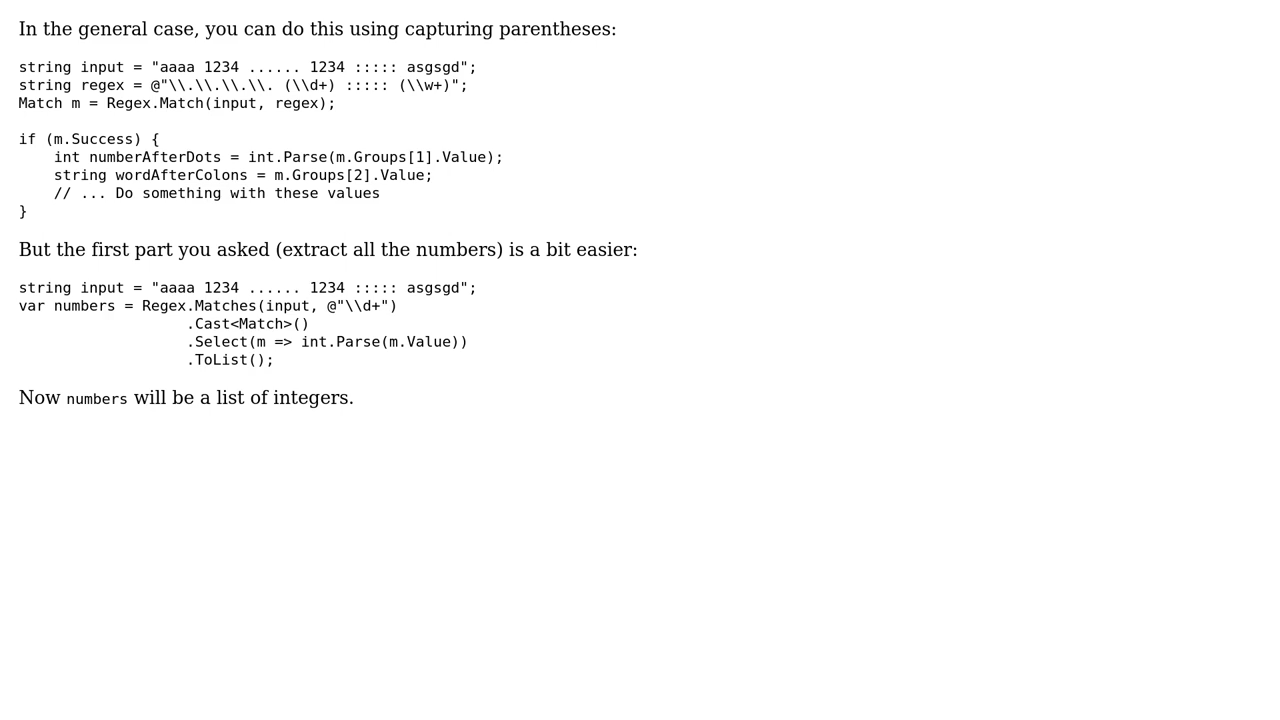 In the general case, you can do this using capturing parentheses:
string input = "aaaa 1234 ...... 1234 ::::: asgsgd";
string regex = @"\\.\\.\\.\\. (\\d+) ::::: (\\w+)";
Match m = Regex.Match(input, regex);
if (m.Success) {
    int numberAfterDots = int.Parse(m.Groups[1].Value);
    string wordAfterColons = m.Groups[2].Value;
    // ... Do something with these values
}
But the first part you asked (extract all the numbers) is a bit easier:
string input = "aaaa 1234 ...... 1234 ::::: asgsgd";
var numbers = Regex.Matches(input, @"\\d+")
                   .Cast<Match>()
                   .Select(m => int.Parse(m.Value))
                   .ToList();
Now numbers will be a list of integers.